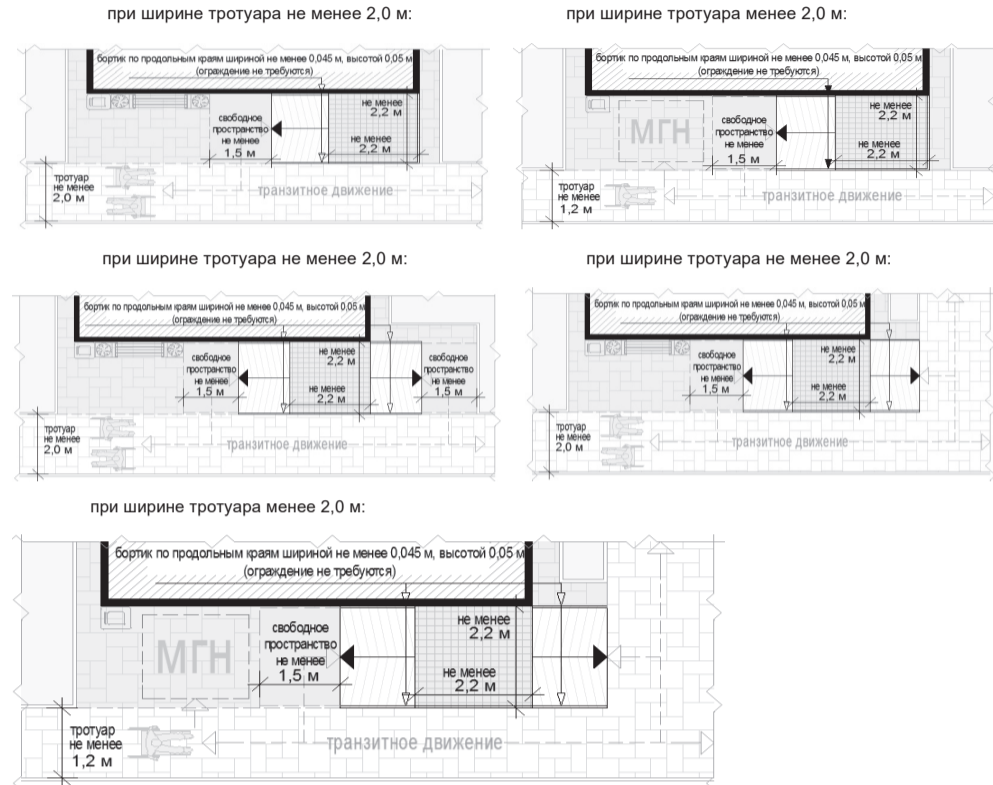 при ширине тротуара не менее 2,0 м:
бортик по продольным краям шириной не менее 0,045 м, высотой 0,05 м
(ограждение не требуются)
не менее
2,2 м
свободное
пространство
не менее
1,5 м
не менее
2,2 м
тротуар
не менее
2,0 м
транзитное движение
при ширине тротуара менее 2,0 м:
бортик по продольным краям шириной не менее 0,045 м, высотой 0,05 м
(ограждение не требуются)
МГН
не менее
2,2 м
свободное
пространство
не менее
1,5 м
не менее
2,2 м
тротуар
не менее
1,2 м
транзитное движение
при ширине тротуара не менее 2,0 м:
бортик по продольным краям шириной не менее 0,045 м, высотой 0,05 м
(ограждение не требуются)
не менее
2,2 м
свободное
пространство
не менее
1,5 м
не менее
2,2 м
свободное
пространство
не менее
1,5 м
тротуар
не менее
2,0 м
транзитное движение
при ширине тротуара не менее 2,0 м:
бортик по продольным краям шириной не менее 0,045 м, высотой 0,05 м
(ограждение не требуются)
не менее
2,2 м
свободное
пространство
не менее
1,5 м
не менее
2,2 м
тротуар
не менее
2,0 м
транзитное движение
при ширине тротуара менее 2,0 м:
бортик по продольным краям шириной не менее 0,045 м, высотой 0,05 м
(ограждение не требуются)
МГН
не менее
2,2 м
свободное
пространство
не менее
1,5 м
не менее
2,2 м
тротуар
не менее
1,2 м
транзитное движение